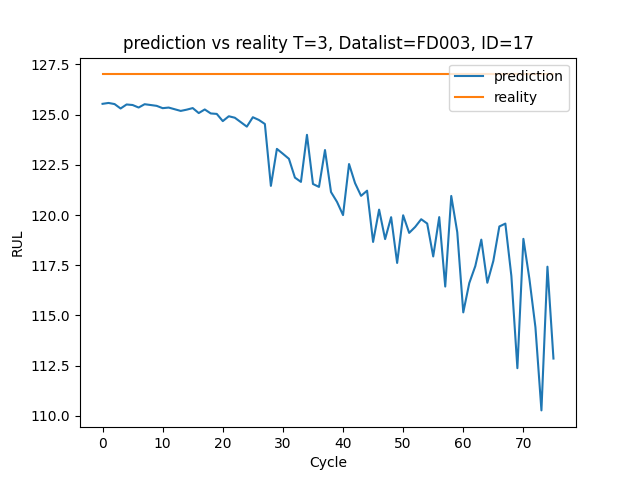 prediction vs reality T=3, Datalist=FD003, ID=17
127.5
125.0
122.5
120.0
117.5
115.0
112.5
110.0
RUL
prediction
reality
0 10 20 30 40 50 60 70
Cycle